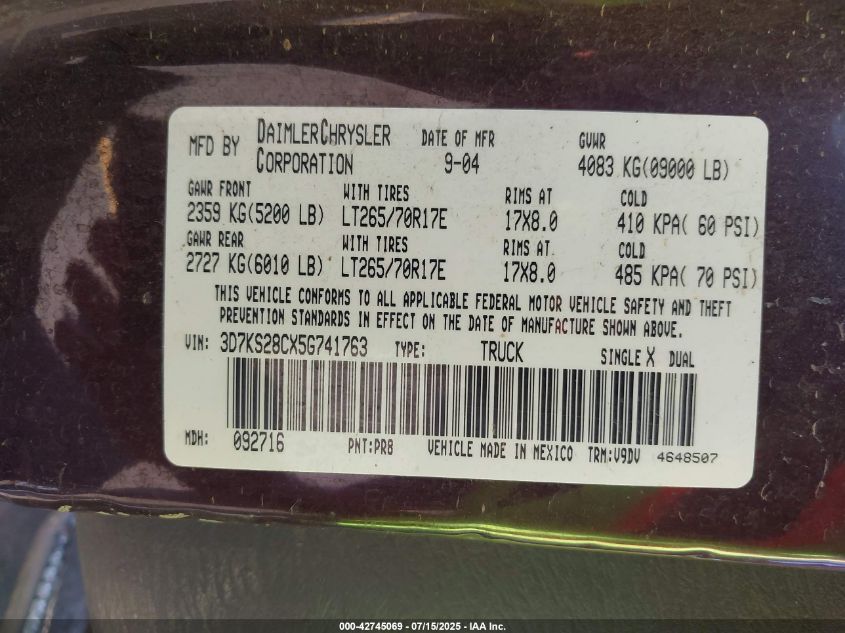 MFD BY DAIMLERCHRYSLER CORPORATION DATE OF MFR 9-04 GVWR 4083 KG(09000 LB)
GAWR FRONT WITH TIRES RIMS AT COLD
2359 KG(5200 LB) LT265/70R17E 17X8.0 410 KPA( 60 PSI)
GAWR REAR WITH TIRES RIMS AT COLD
2727 KG(6010 LB) LT265/70R17E 17X8.0 485 KPA( 70 PSI)
THIS VEHICLE CONFORMS TO ALL APPLICABLE FEDERAL MOTOR VEHICLE SAFETY AND THEFT
PREVENTION STANDARDS IN EFFECT ON THE DATE OF MANUFACTURE SHOWN ABOVE.
VIN: 3D7KS28CX5G741763 TYPE: TRUCK SINGLE X DUAL
MDH: 092716 PNT:PR8 VEHICLE MADE IN MEXICO TRM:V9DV 4648507
000-42745069 - 07/15/2025 - IAA Inc.